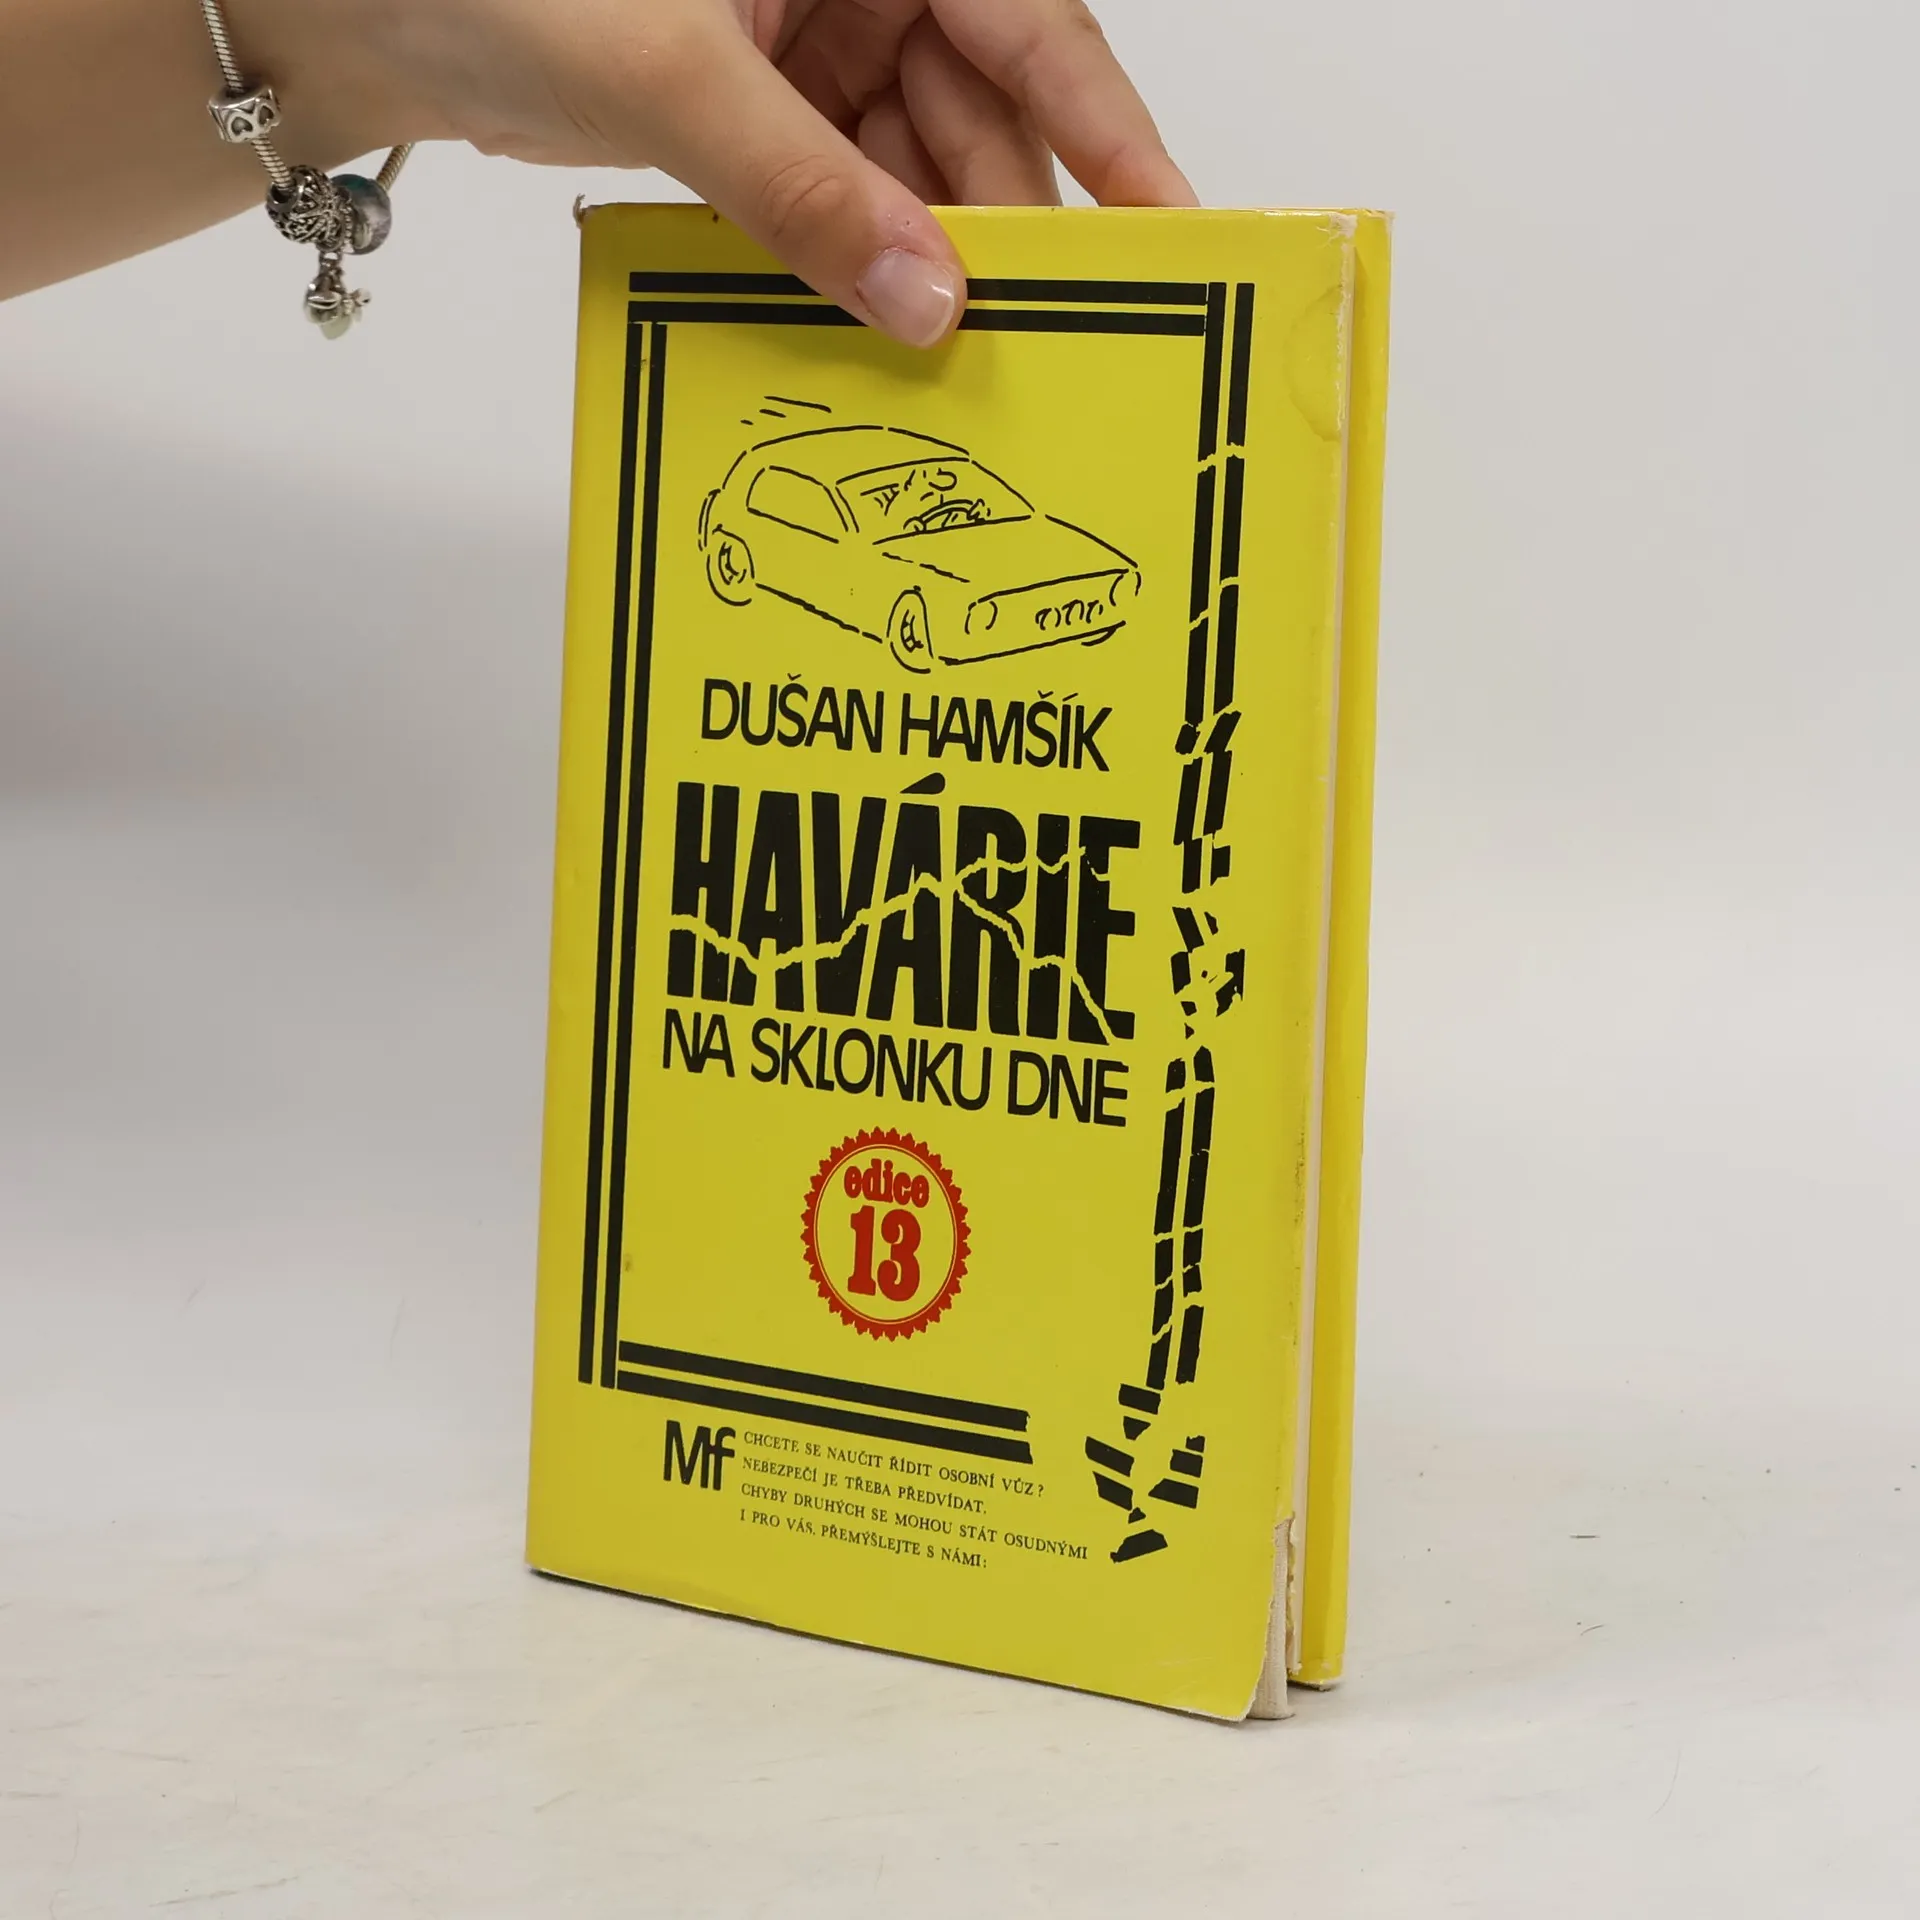 DUŠAN HAMŠÍK
HAVÁRIE
NA SKLONKU DNE
edice
13
Mf
CHCETE SE NAUČIT ŘÍDIT OSOBNÍ VŮZ?
NEBEZPEČÍ JE TŘEBA PŘEDVÍDAT.
CHYBY DRUHÝCH SE MOHOU STÁT OSUDNÝMI
I PRO VÁS. PŘEMÝŠLEJTE S NÁMI: